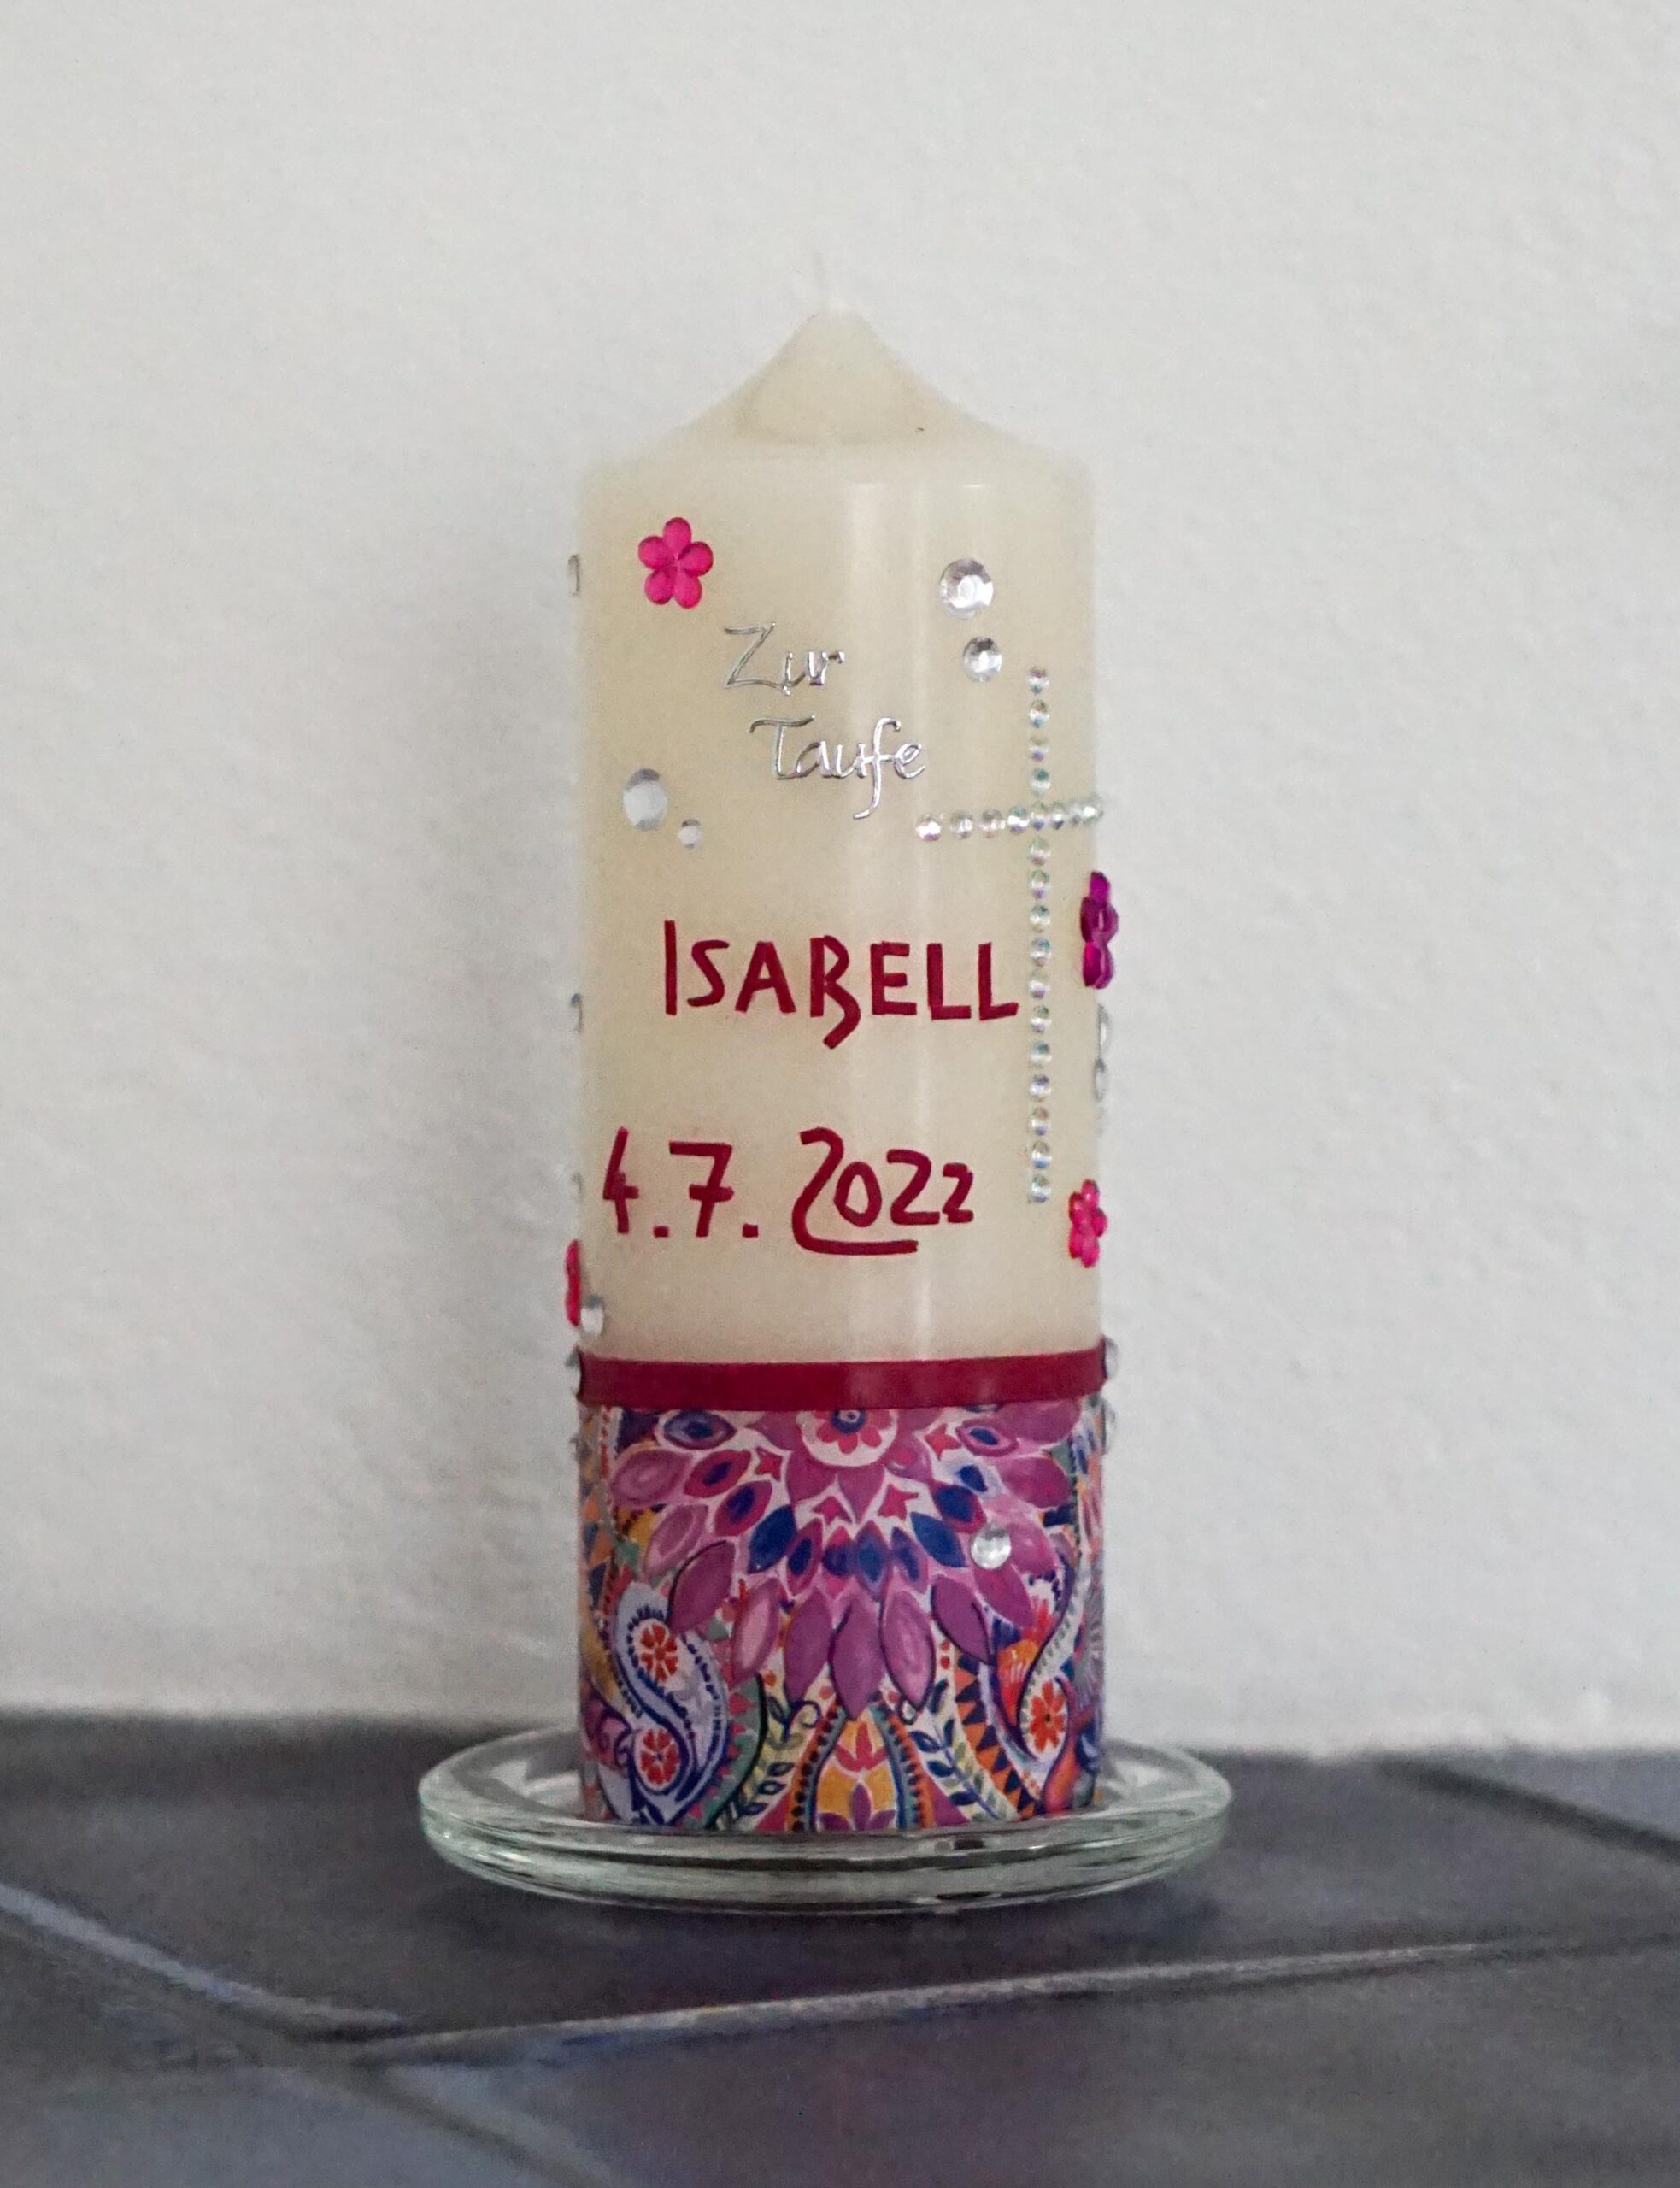 Zur
Taufe
ISABELL
4.7.2022